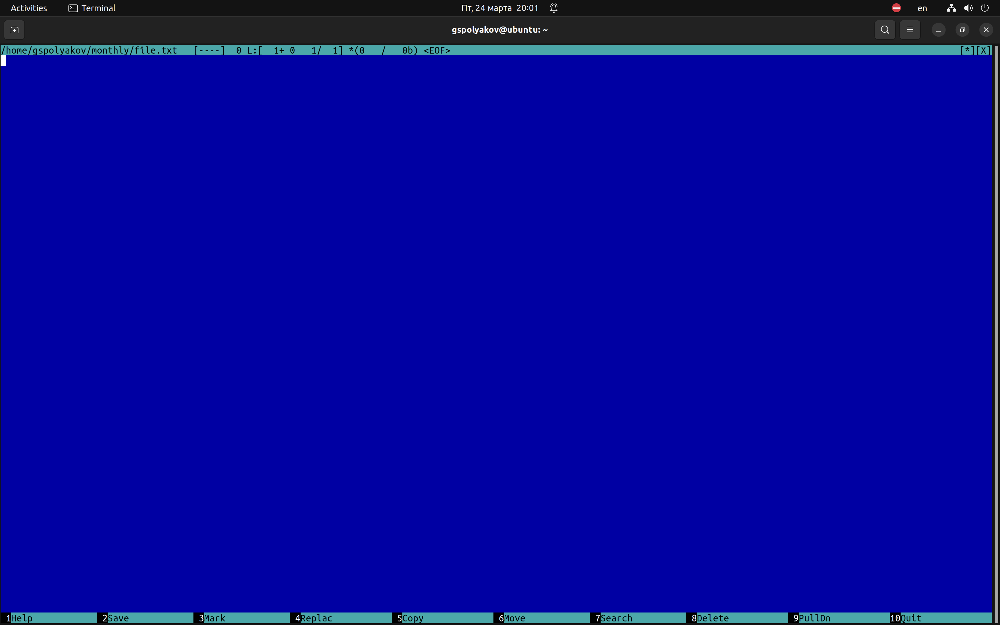 Activities Terminal Пт, 24 марта 20:01 en
gspolyakov@ubuntu: ~
/home/gspolyakov/monthly/file.txt   [----]  0 L:[  1+ 0   1/  1] *(0   /   0b) <EOF> [*][X]
1Help 2Save 3Mark 4Replac 5Copy 6Move 7Search 8Delete 9PullDn 10Quit